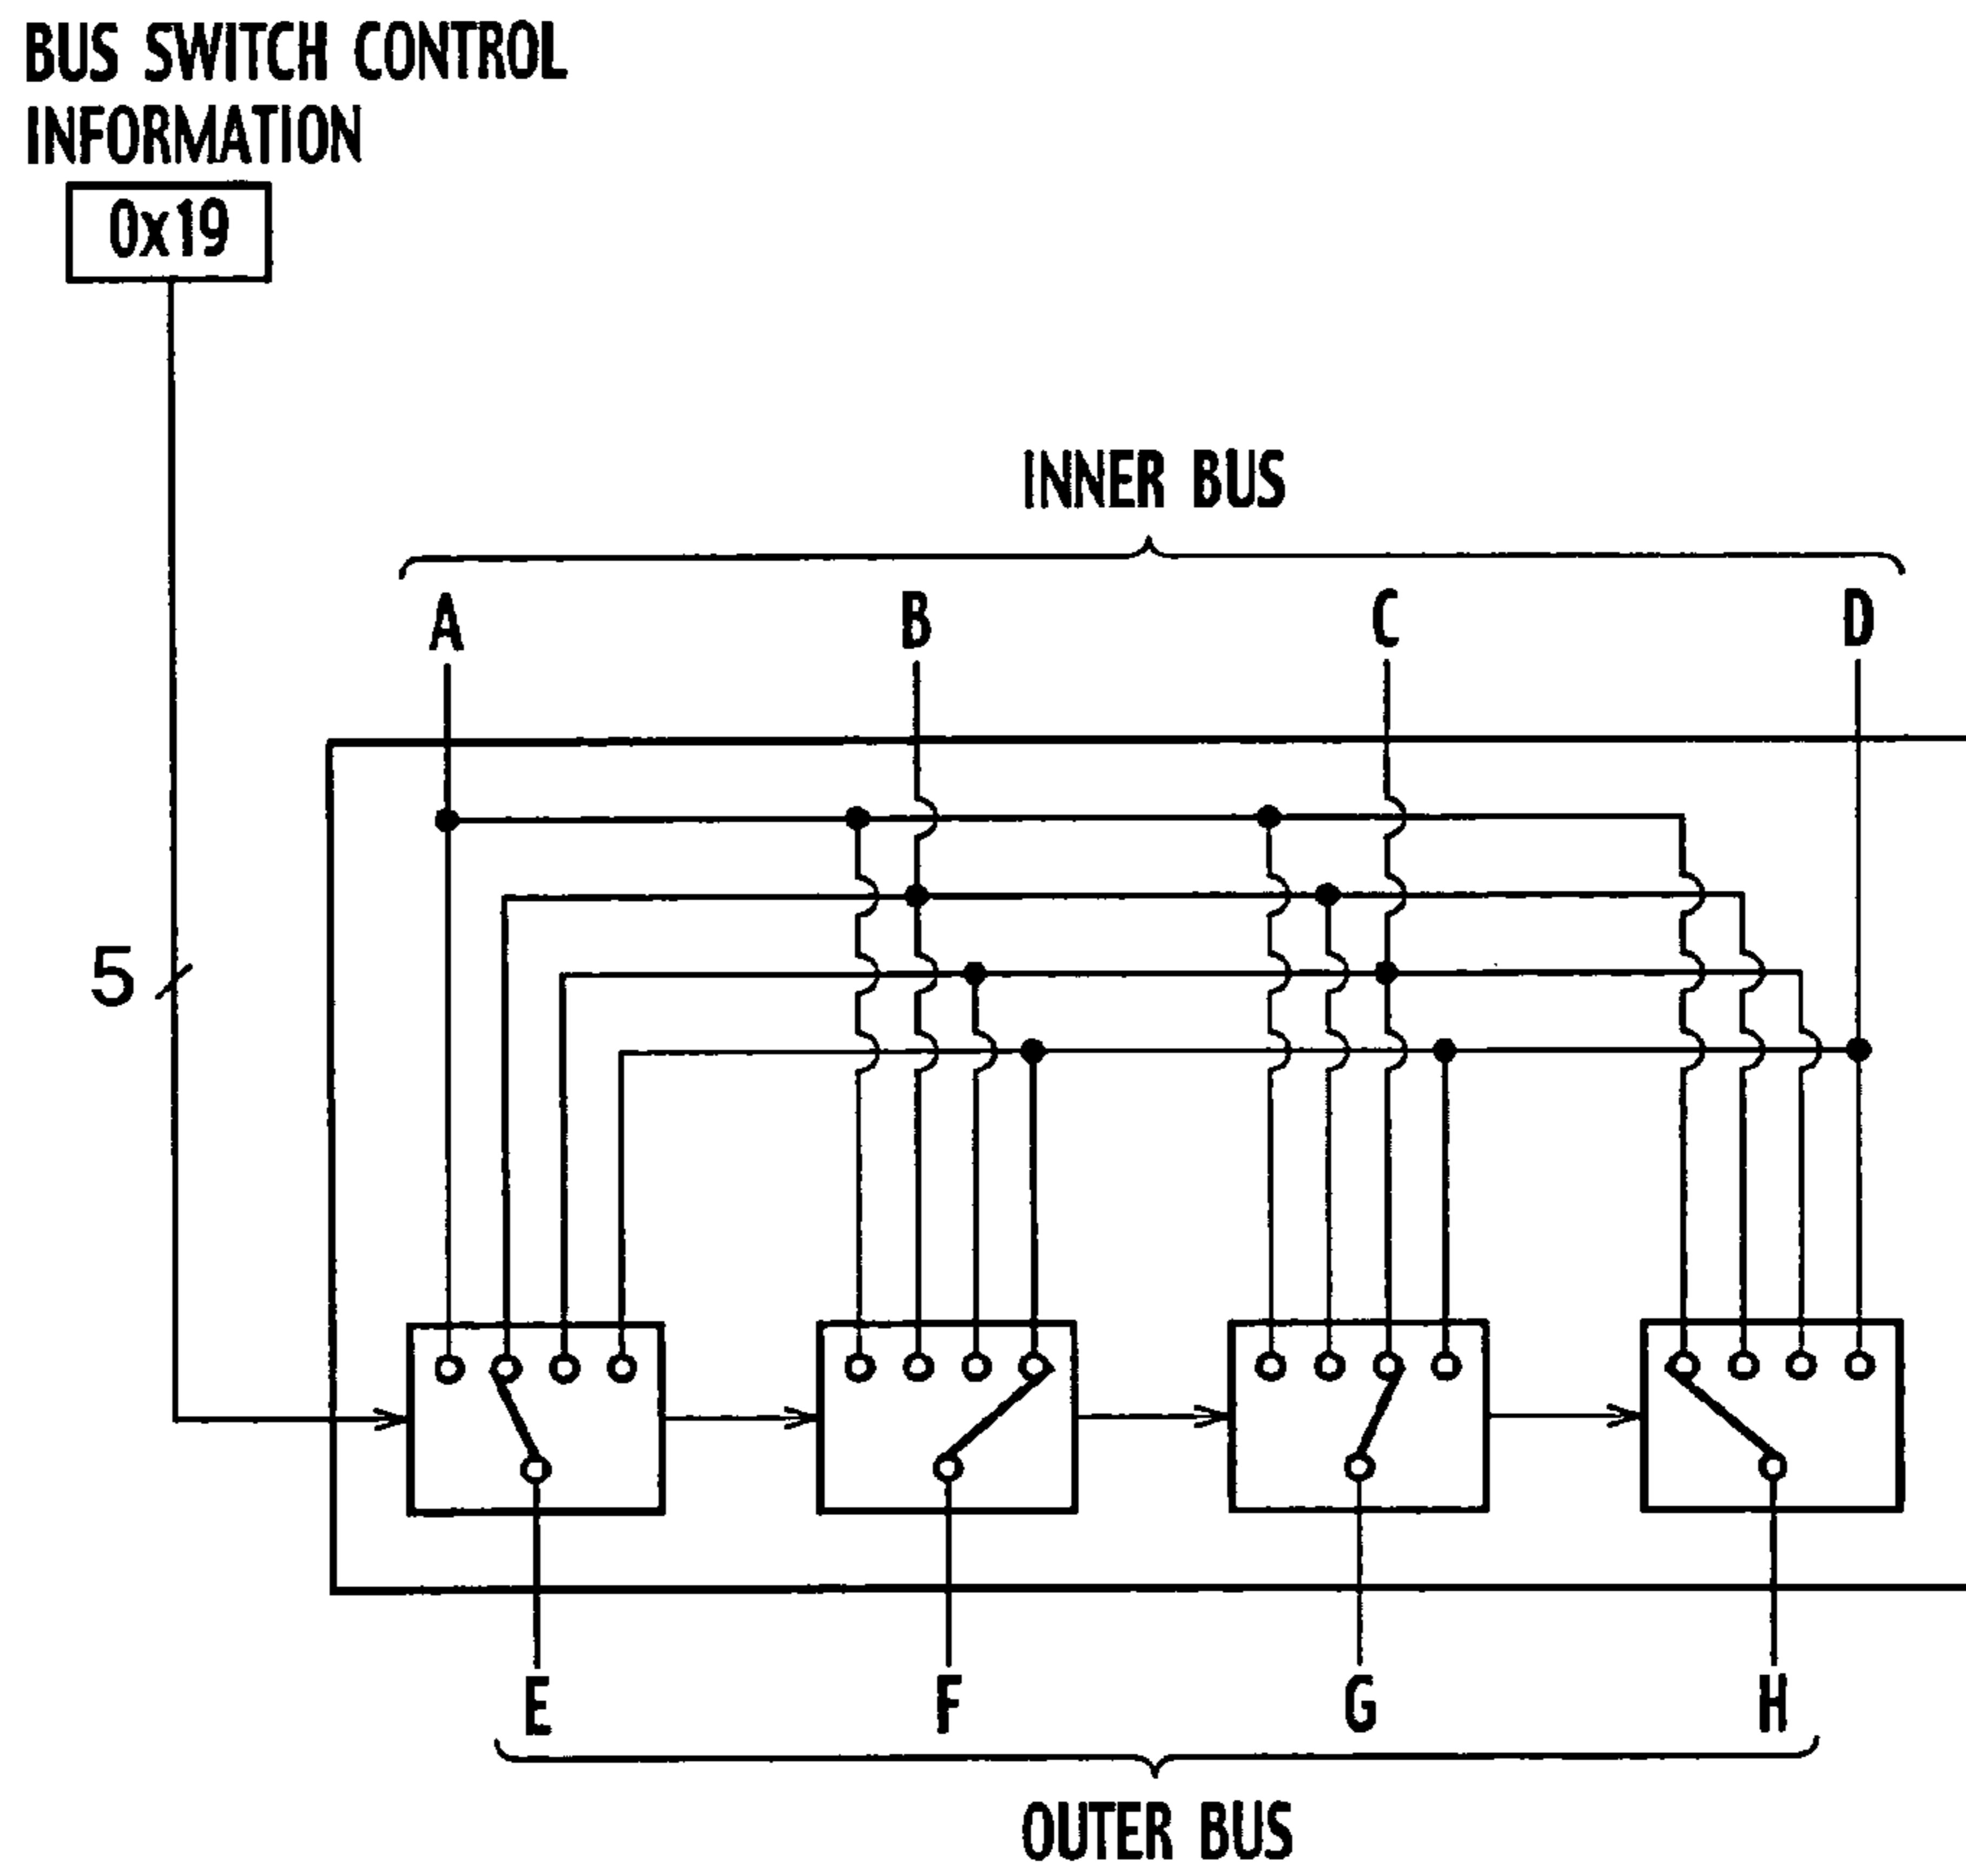 BUS SWITCH CONTROL
INFORMATION
0x19
INNER BUS
A B C D
5
E F G H
OUTER BUS